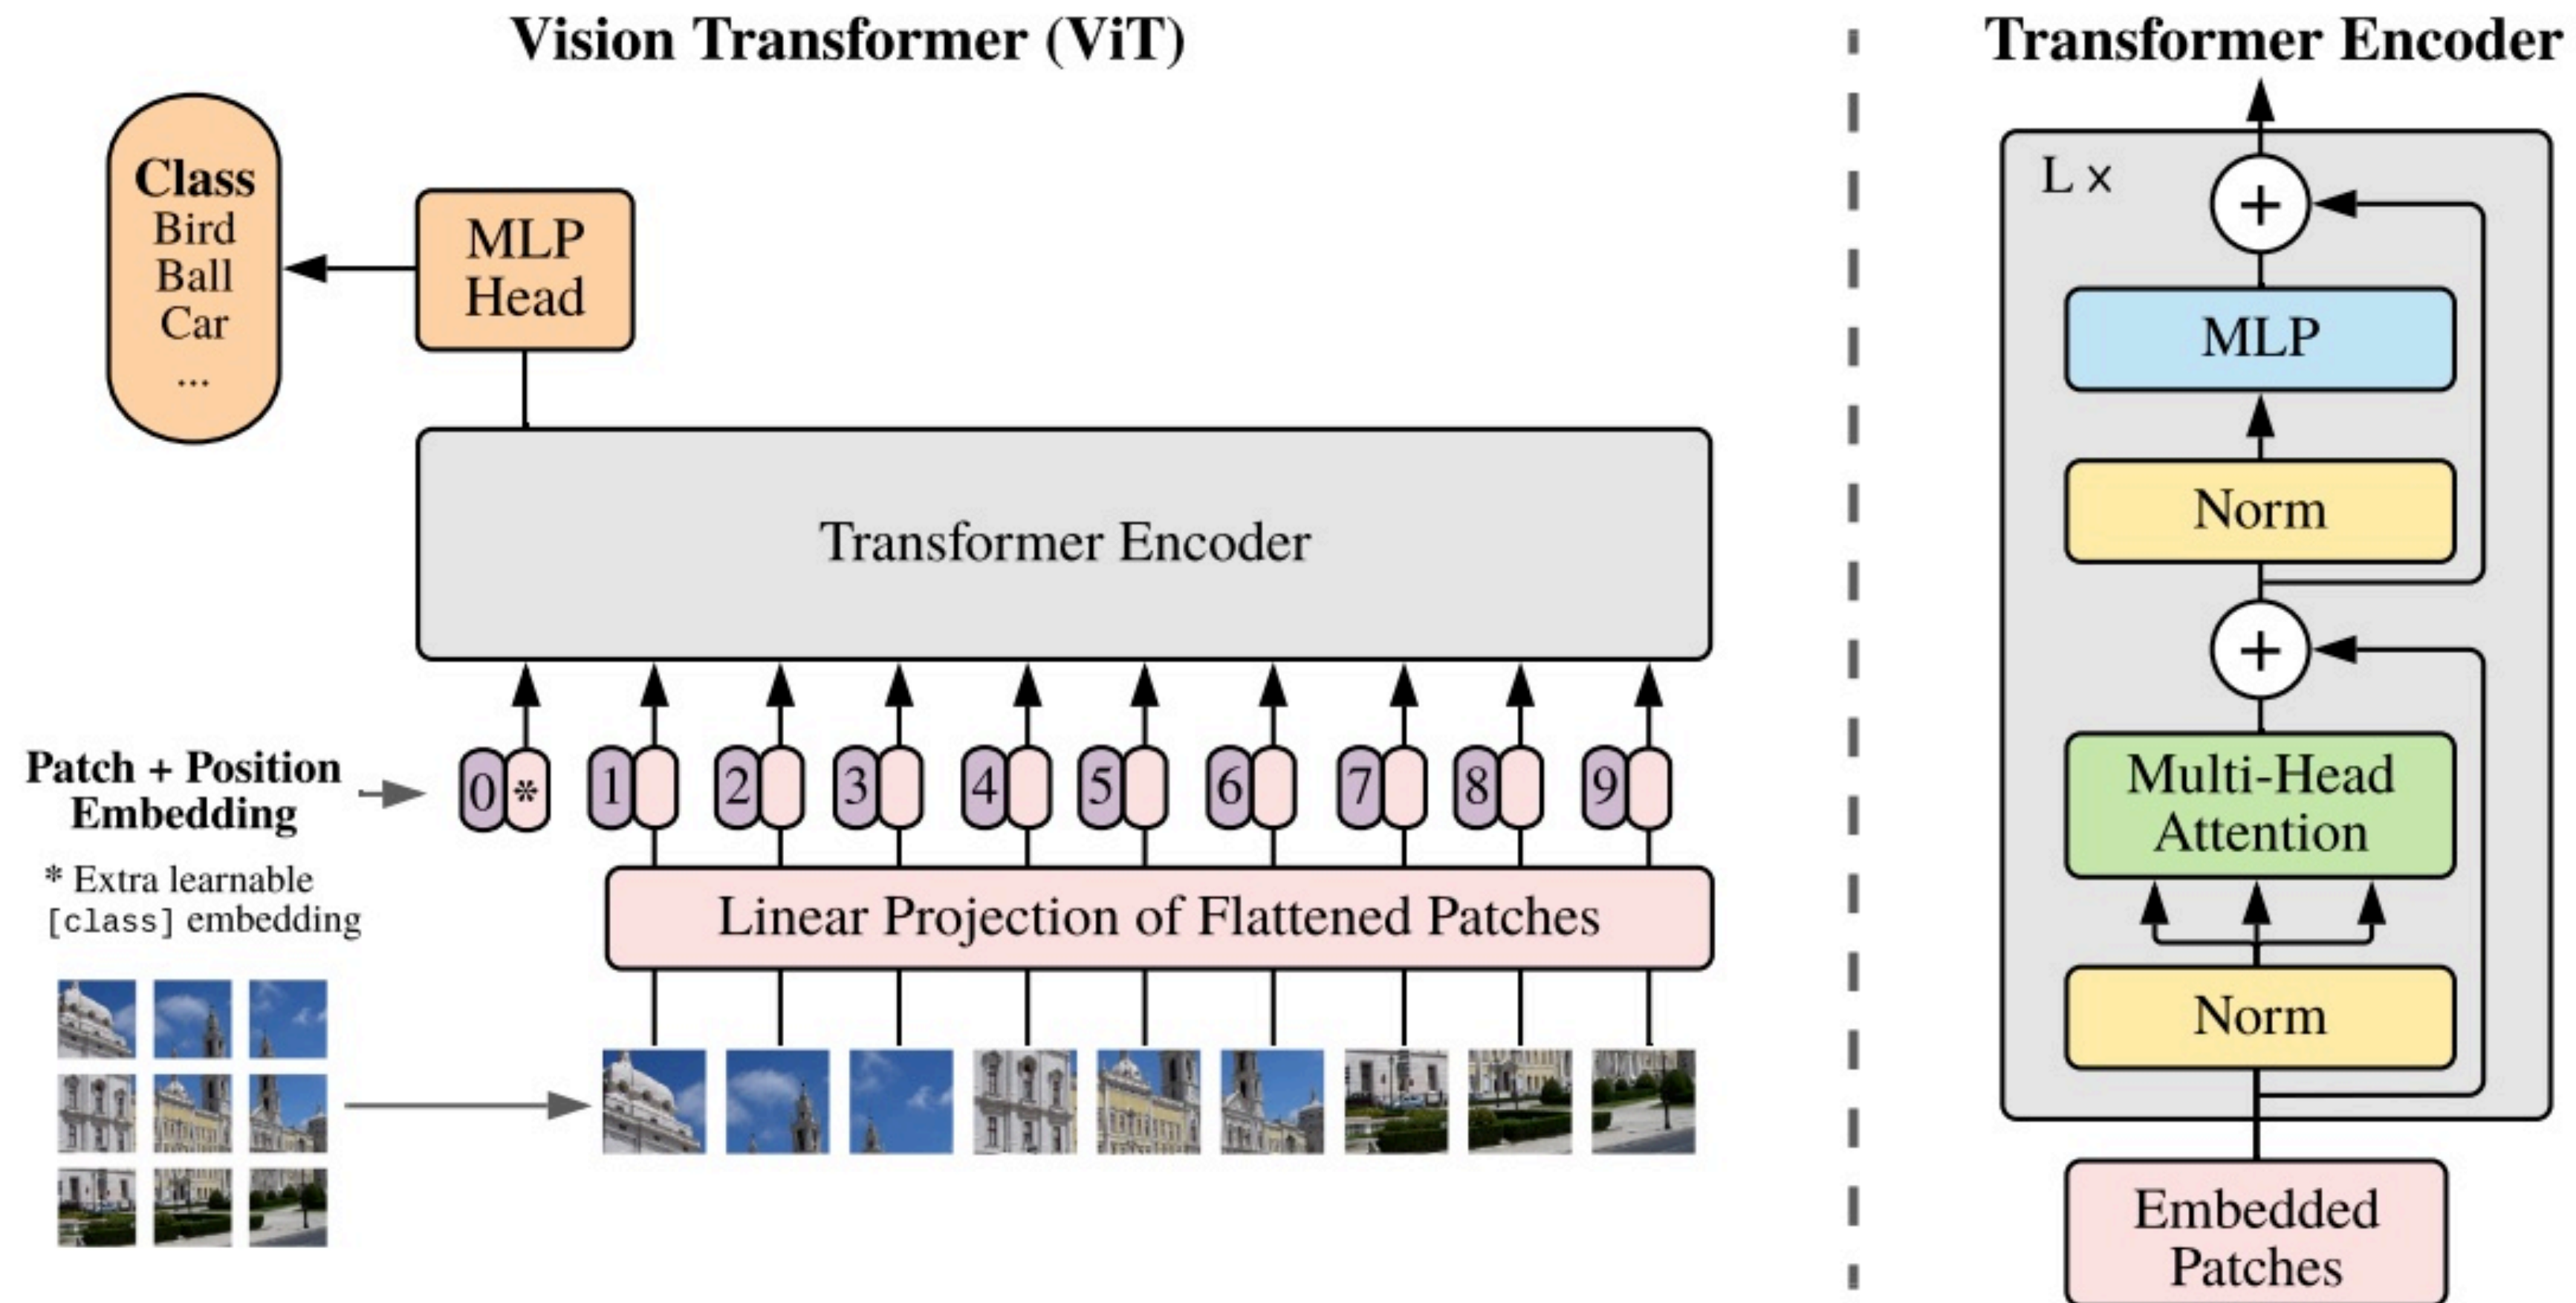 Vision Transformer (ViT)
Class
Bird
Ball
Car
...
MLP
Head
Transformer Encoder
Patch + Position
Embedding
0 * 1 2 3 4 5 6 7 8 9
* Extra learnable
[class] embedding
Linear Projection of Flattened Patches
Transformer Encoder
L x
+
MLP
Norm
+
Multi-Head
Attention
Norm
Embedded
Patches